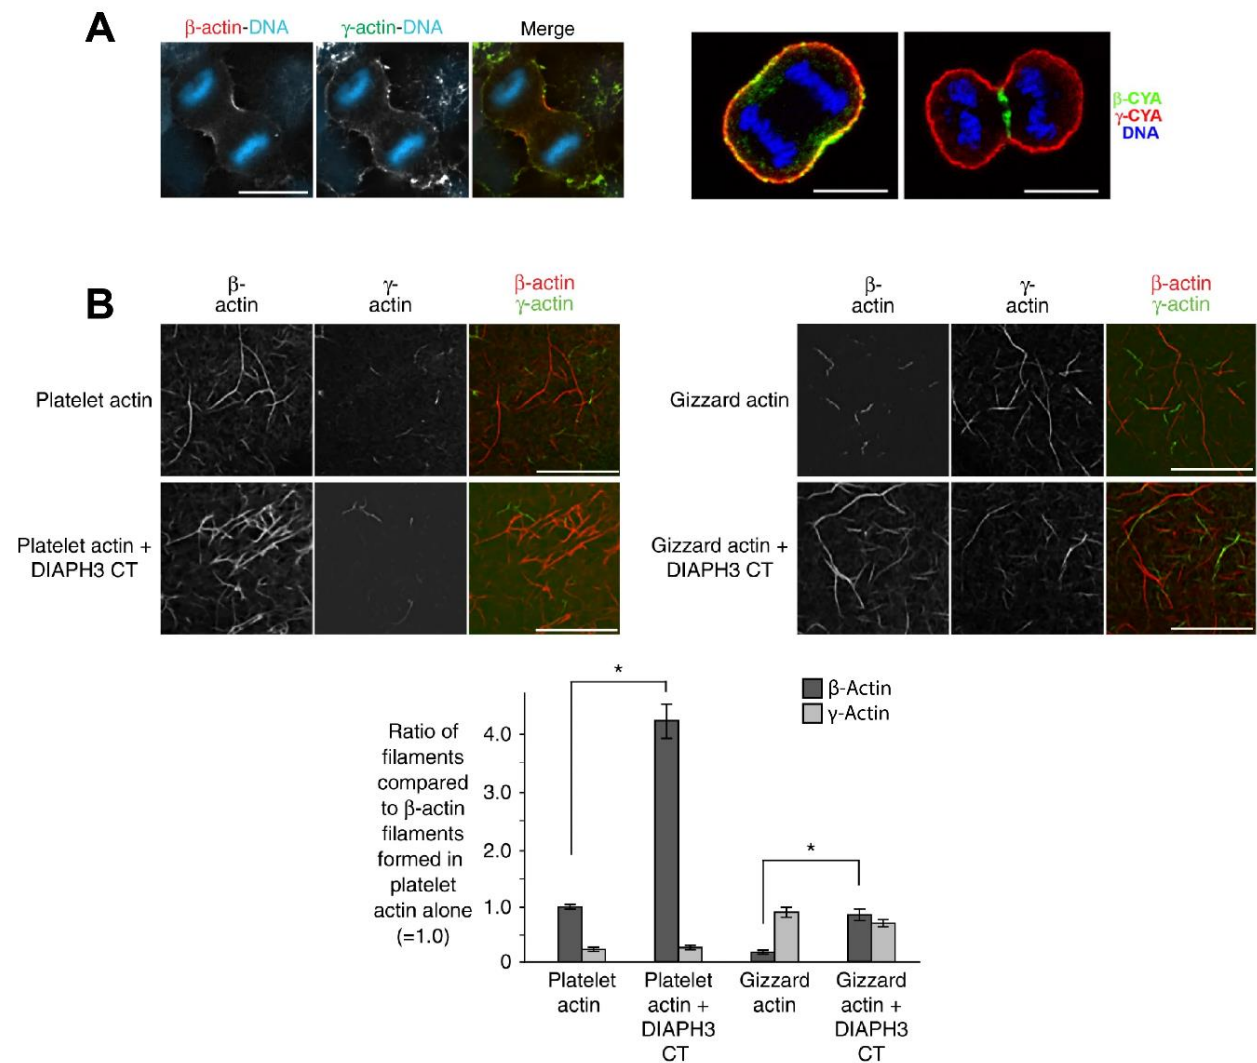 A
β-actin-DNA
γ-actin-DNA
Merge
β-CYA
γ-CYA
DNA
B
β-
actin
γ-
actin
β-actin
γ-actin
β-
actin
γ-
actin
β-actin
γ-actin
Platelet actin
Gizzard actin
Platelet actin +
DIAPH3 CT
Gizzard actin +
DIAPH3 CT
*
*
β-Actin
γ-Actin
Ratio of
filaments
compared
to β-actin
filaments
formed in
platelet
actin alone
(=1.0)
4.0
3.0
2.0
1.0
0
Platelet
actin
Platelet
actin +
DIAPH3
CT
Gizzard
actin
Gizzard
actin +
DIAPH3
CT